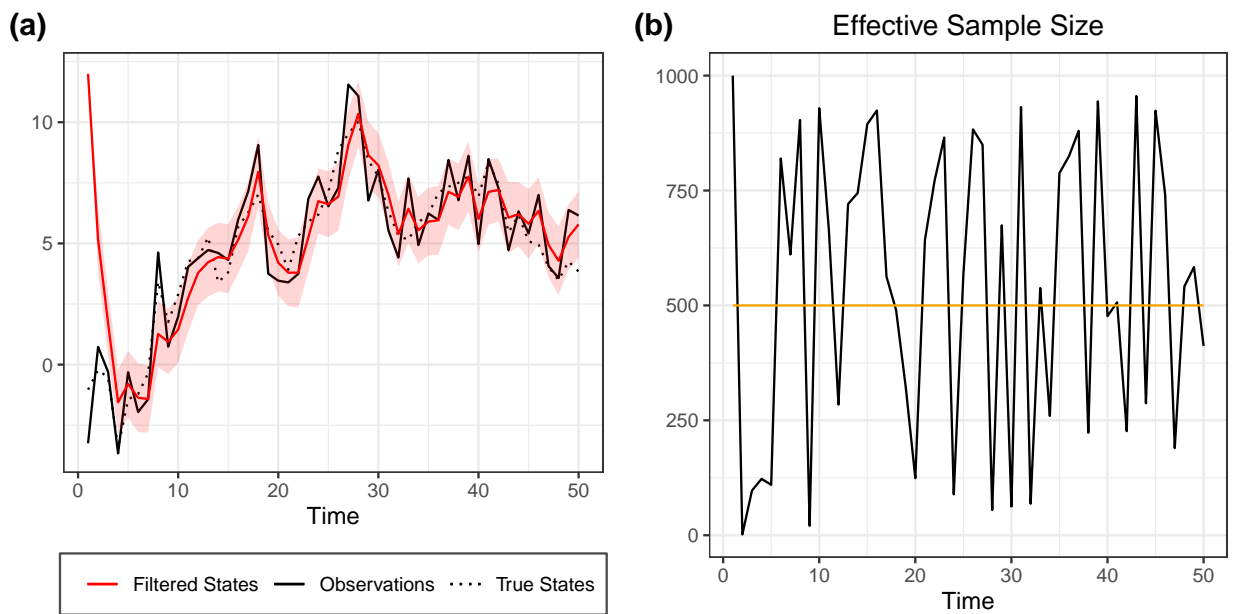 (a)
10
5
0
0
10
20
30
40
50
Time
Filtered States
Observations
True States
(b)
Effective Sample Size
1000
750
500
250
0
0
10
20
30
40
50
Time